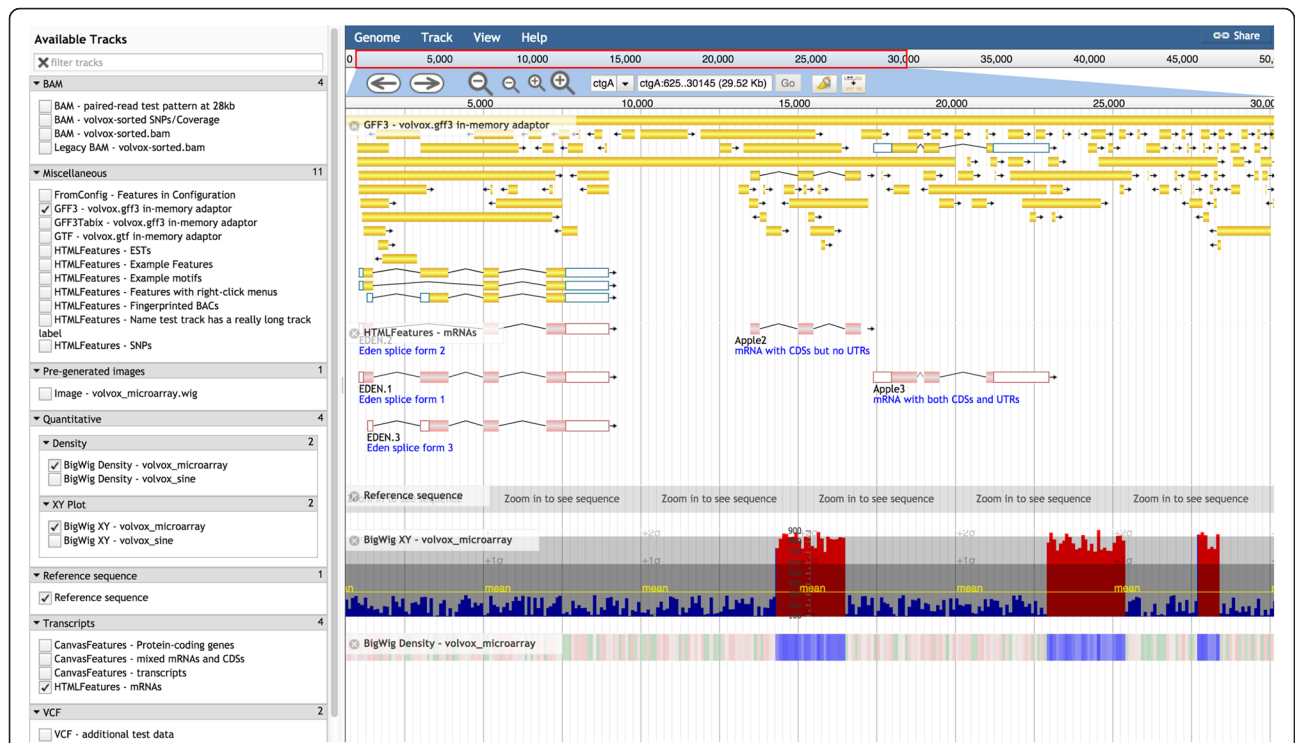 Available Tracks
filter tracks
BAM 4
BAM - paired-read test pattern at 28kb
BAM - volvox-sorted SNPs/Coverage
BAM - volvox-sorted.bam
Legacy BAM - volvox-sorted.bam
Miscellaneous 11
FromConfig - Features in Configuration
GFF3 - volvox.gff3 in-memory adaptor
GFF3Tabix - volvox.gff3 in-memory adaptor
GTF - volvox.gtf in-memory adaptor
HTMLFeatures - ESTs
HTMLFeatures - Example Features
HTMLFeatures - Example motifs
HTMLFeatures - Features with right-click menus
HTMLFeatures - Fingerprinted BACs
HTMLFeatures - Name test track has a really long track
label
HTMLFeatures - SNPs
Pre-generated images 1
Image - volvox_microarray.wig
Quantitative 4
Density 2
BigWig Density - volvox_microarray
BigWig Density - volvox_sine
XY Plot 2
BigWig XY - volvox_microarray
BigWig XY - volvox_sine
Reference sequence 1
Reference sequence
Transcripts 4
CanvasFeatures - Protein-coding genes
CanvasFeatures - mixed mRNAs and CDSs
CanvasFeatures - transcripts
HTMLFeatures - mRNAs
VCF 2
VCF - additional test data
Genome Track View Help Share
0 5,000 10,000 15,000 20,000 25,000 30,000 35,000 40,000 45,000 50,
ctgA ctgA:625..30145 (29.52 Kb) Go
5,000 10,000 15,000 20,000 25,000 30,00
GFF3 - volvox.gff3 in-memory adaptor
HTMLFeatures - mRNAs
EDEN.2 Apple2
Eden splice form 2 mRNA with CDSs but no UTRs
EDEN.1 Apple3
Eden splice form 1 mRNA with both CDSs and UTRs
EDEN.3
Eden splice form 3
Reference sequence Zoom in to see sequence Zoom in to see sequence Zoom in to see sequence Zoom in to see sequence Zoom in to see sequence
BigWig XY - volvox_microarray
+2σ 900 +2σ +2σ
+1σ +1σ +1σ
mean mean mean mean
BigWig Density - volvox_microarray